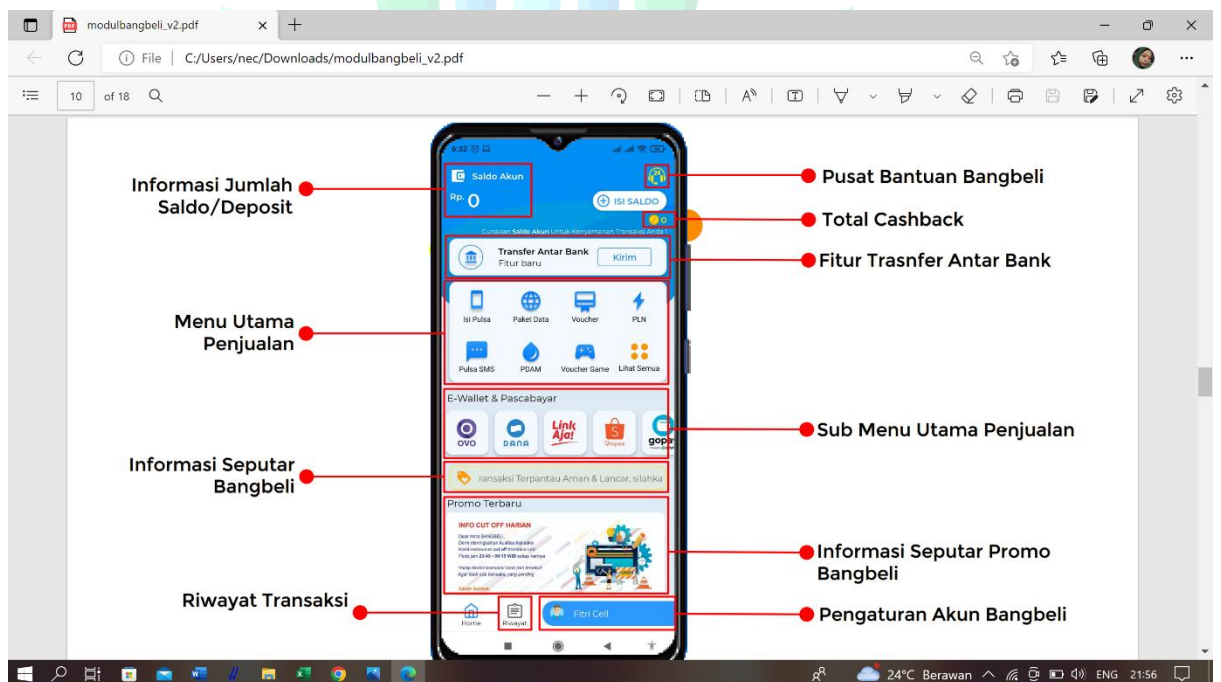 modulbangbeli_v2.pdf
File | C:/Users/nec/Downloads/modulbangbeli_v2.pdf
10 of 18
Informasi Jumlah
Saldo/Deposit
Menu Utama
Penjualan
Informasi Seputar
Bangbeli
Riwayat Transaksi
6:32
Saldo Akun
Rp. 0
24
ISI SALDO
0
Gunakan Saldo Akun Untuk Kenyamanan Transaksi Anda !
Transfer Antar Bank
Fitur baru
Kirim
Isi Pulsa Paket Data Voucher PLN
Pulsa SMS PDAM Voucher Game Lihat Semua
E-Wallet & Pascabayar
OVO DANA Link Aja! Shopee gopay
ransaksi Terpantau Aman & Lancar, silahka
Promo Terbaru
INFO CUT OFF HARIAN
Dear mitra BANGBELI,
Home Riwayat Fitri Cell
Pusat Bantuan Bangbeli
Total Cashback
Fitur Trasnfer Antar Bank
Sub Menu Utama Penjualan
Informasi Seputar Promo
Bangbeli
Pengaturan Akun Bangbeli
24°C Berawan ENG 21:56